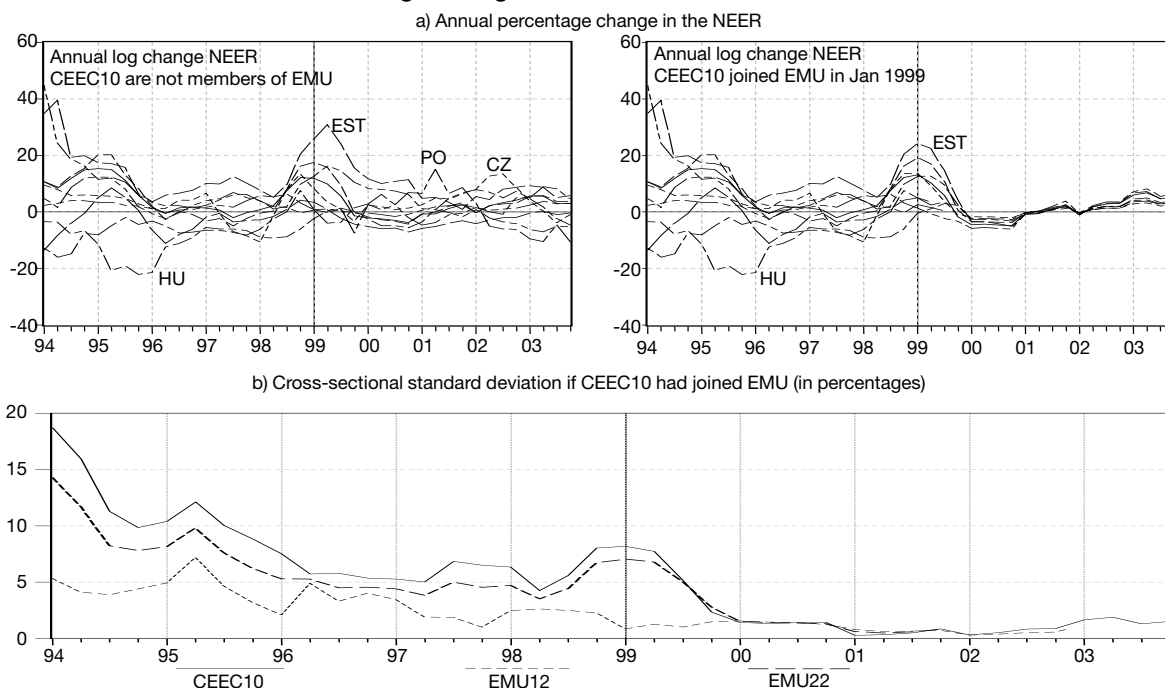 a) Annual percentage change in the NEER
60
40
20
0
-20
-40
Annual log change NEER
CEEC10 are not members of EMU
EST
PO
CZ
HU
94 95 96 97 98 99 00 01 02 03
60
40
20
0
-20
-40
Annual log change NEER
CEEC10 joined EMU in Jan 1999
EST
HU
94 95 96 97 98 99 00 01 02 03
b) Cross-sectional standard deviation if CEEC10 had joined EMU (in percentages)
20
15
10
5
0
94 95 96 97 98 99 00 01 02 03
CEEC10 EMU12 EMU22